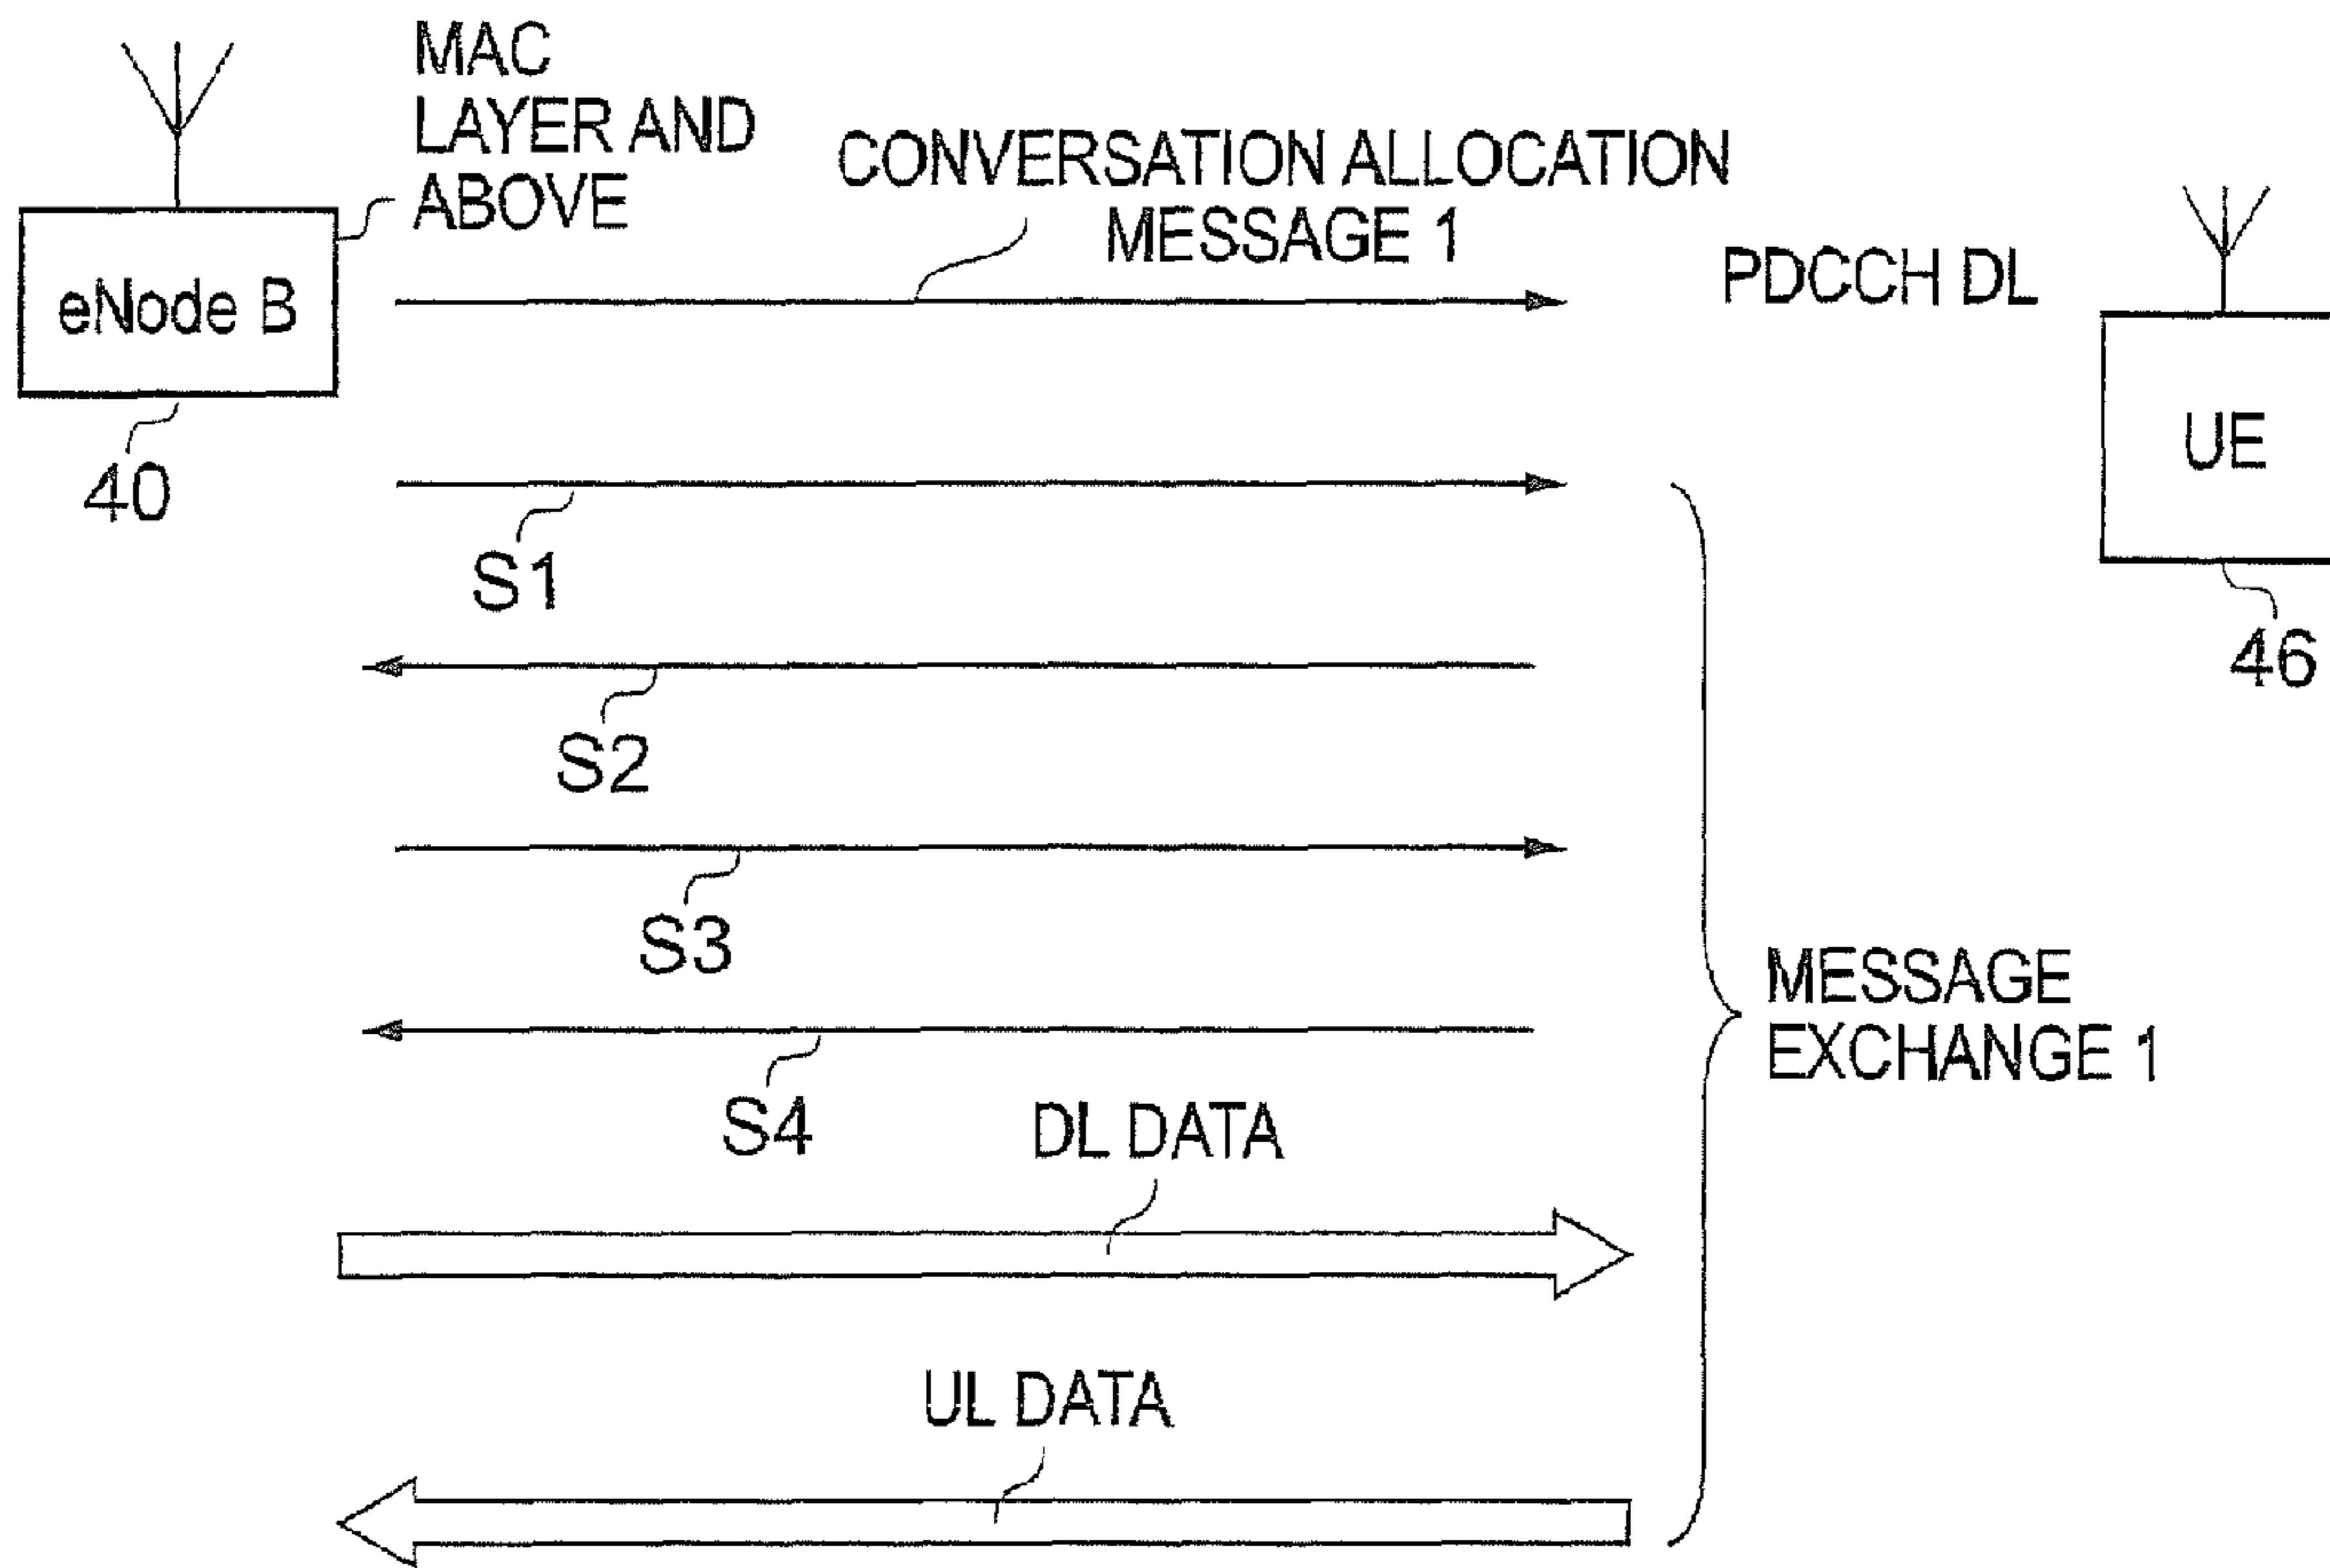 MAC
LAYER AND
ABOVE
CONVERSATION ALLOCATION
MESSAGE 1
eNode B
PDCCH DL
UE
40
S1
46
S2
S3
MESSAGE
EXCHANGE 1
S4
DL DATA
UL DATA